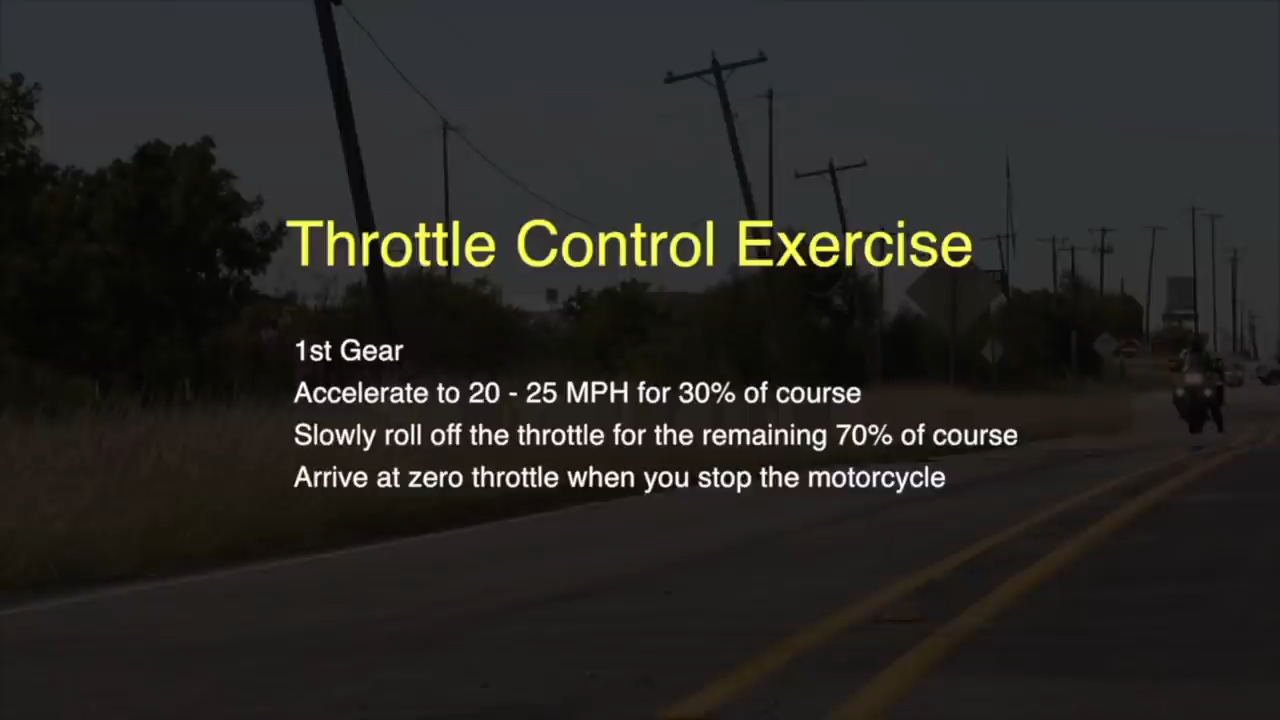 Throttle Control Exercise
1st Gear
Accelerate to 20 - 25 MPH for 30% of course
Slowly roll off the throttle for the remaining 70% of course
Arrive at zero throttle when you stop the motorcycle